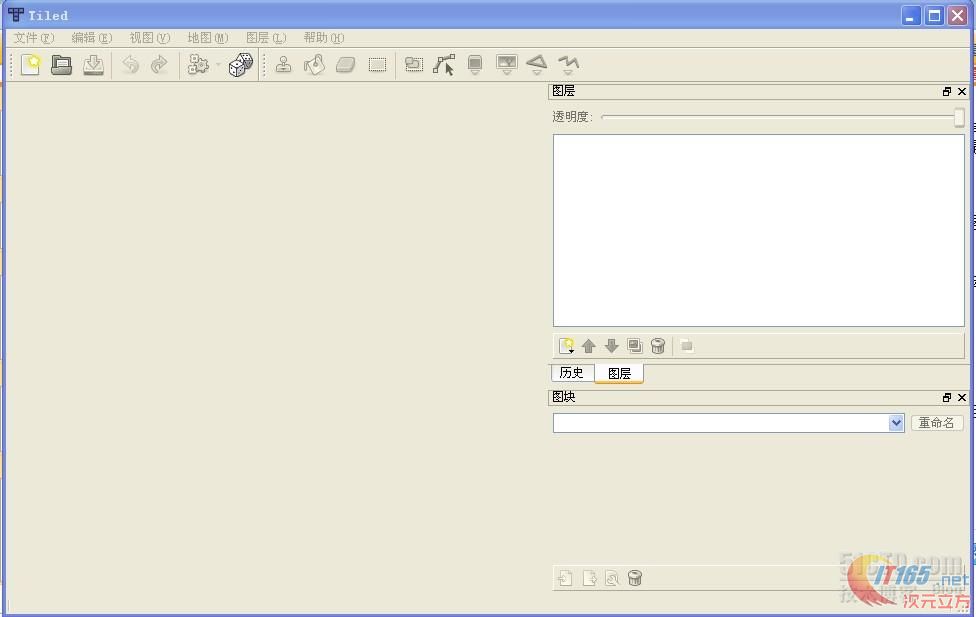 Tiled
文件(F) 编辑(E) 视图(V) 地图(M) 图层(L) 帮助(H)
图层
透明度:
历史 图层
图块
重命名
51CTO.com
IT165.net
次元立方